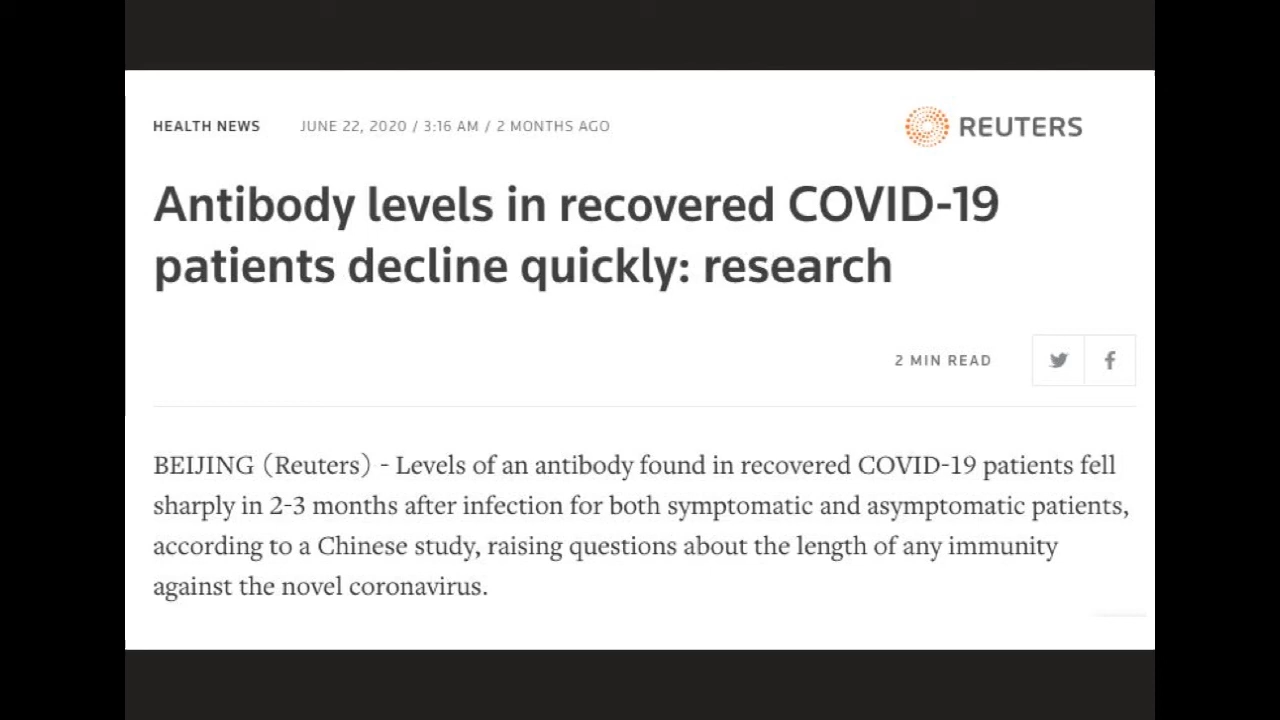 HEALTH NEWS JUNE 22, 2020 / 3:16 AM / 2 MONTHS AGO REUTERS
Antibody levels in recovered COVID-19
patients decline quickly: research
2 MIN READ
BEIJING (Reuters) - Levels of an antibody found in recovered COVID-19 patients fell
sharply in 2-3 months after infection for both symptomatic and asymptomatic patients,
according to a Chinese study, raising questions about the length of any immunity
against the novel coronavirus.